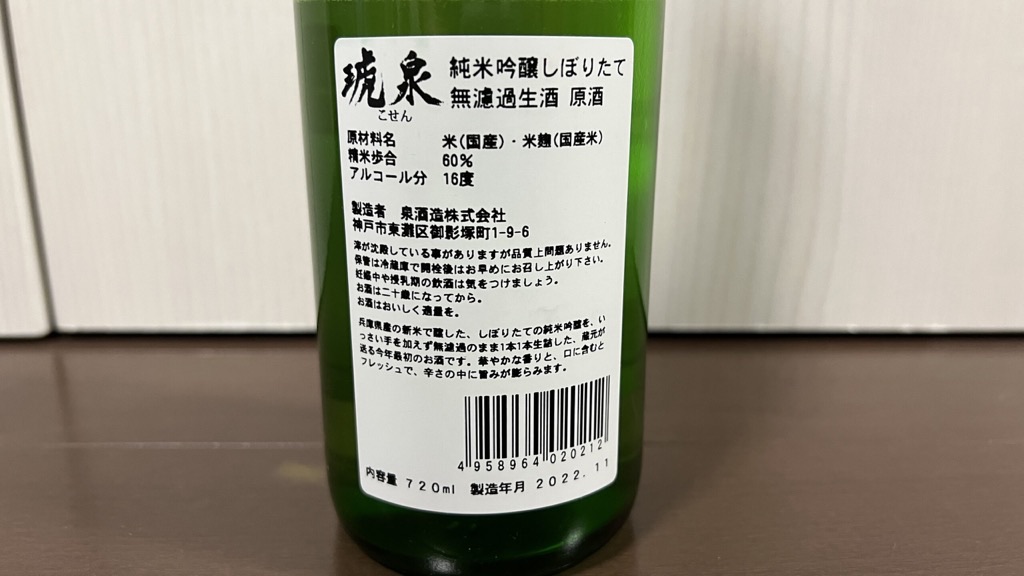 琥泉
こせん
純米吟醸しぼりたて
無濾過生酒 原酒
原材料名 米(国産)・米麹(国産米)
精米歩合 60%
アルコール分 16度
製造者 泉酒造株式会社
神戸市東灘区御影塚町1-9-6
滓が沈殿している事がありますが品質上問題ありません。
保管は冷蔵庫で開栓後はお早めにお召し上がり下さい。
妊娠中や授乳期の飲酒は気をつけましょう。
お酒は二十歳になってから。
お酒はおいしく適量を。
兵庫県産の新米で醸した、しぼりたての純米吟醸を、い
っさい手を加えず無濾過のまま1本1本生詰した、蔵元が
送る今年最初のお酒です。華やかな香りと、口に含むと
フレッシュで、辛さの中に旨みが膨らみます。
4958964020212
内容量 720ml 製造年月 2022.11